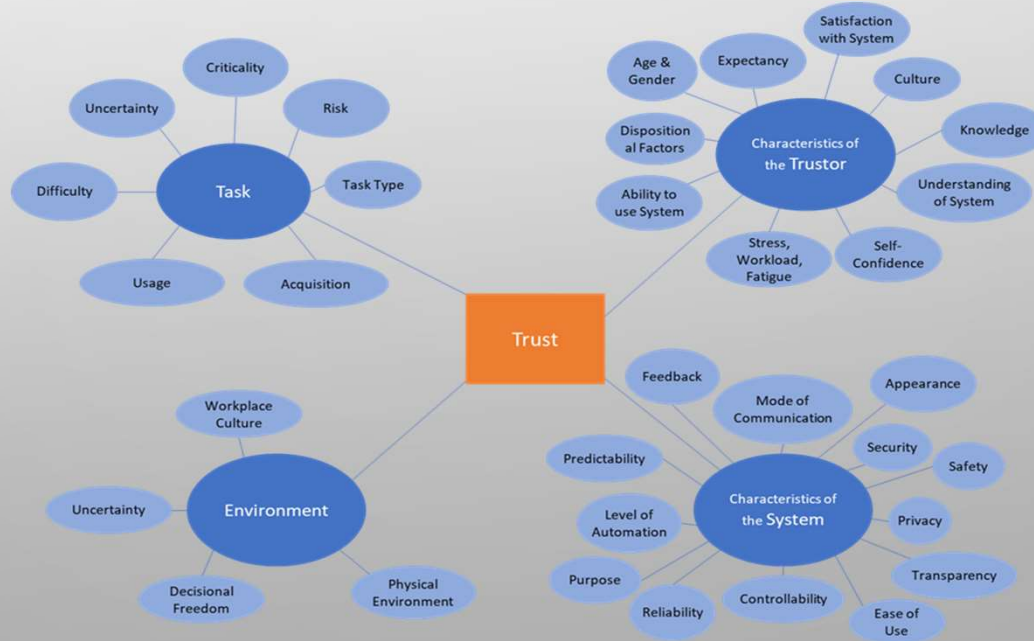 Criticality
Uncertainty
Risk
Difficulty
Task
Task Type
Usage
Acquisition
Satisfaction
with System
Age &
Gender
Expectancy
Culture
Disposition
al Factors
Characteristics of
the Trustor
Knowledge
Ability to
use System
Understanding
of System
Stress,
Workload,
Fatigue
Self-
Confidence
Trust
Workplace
Culture
Uncertainty
Environment
Decisional
Freedom
Physical
Environment
Feedback
Mode of
Communication
Appearance
Predictability
Security
Safety
Level of
Automation
Characteristics of
the System
Privacy
Purpose
Transparency
Reliability
Controllability
Ease of
Use